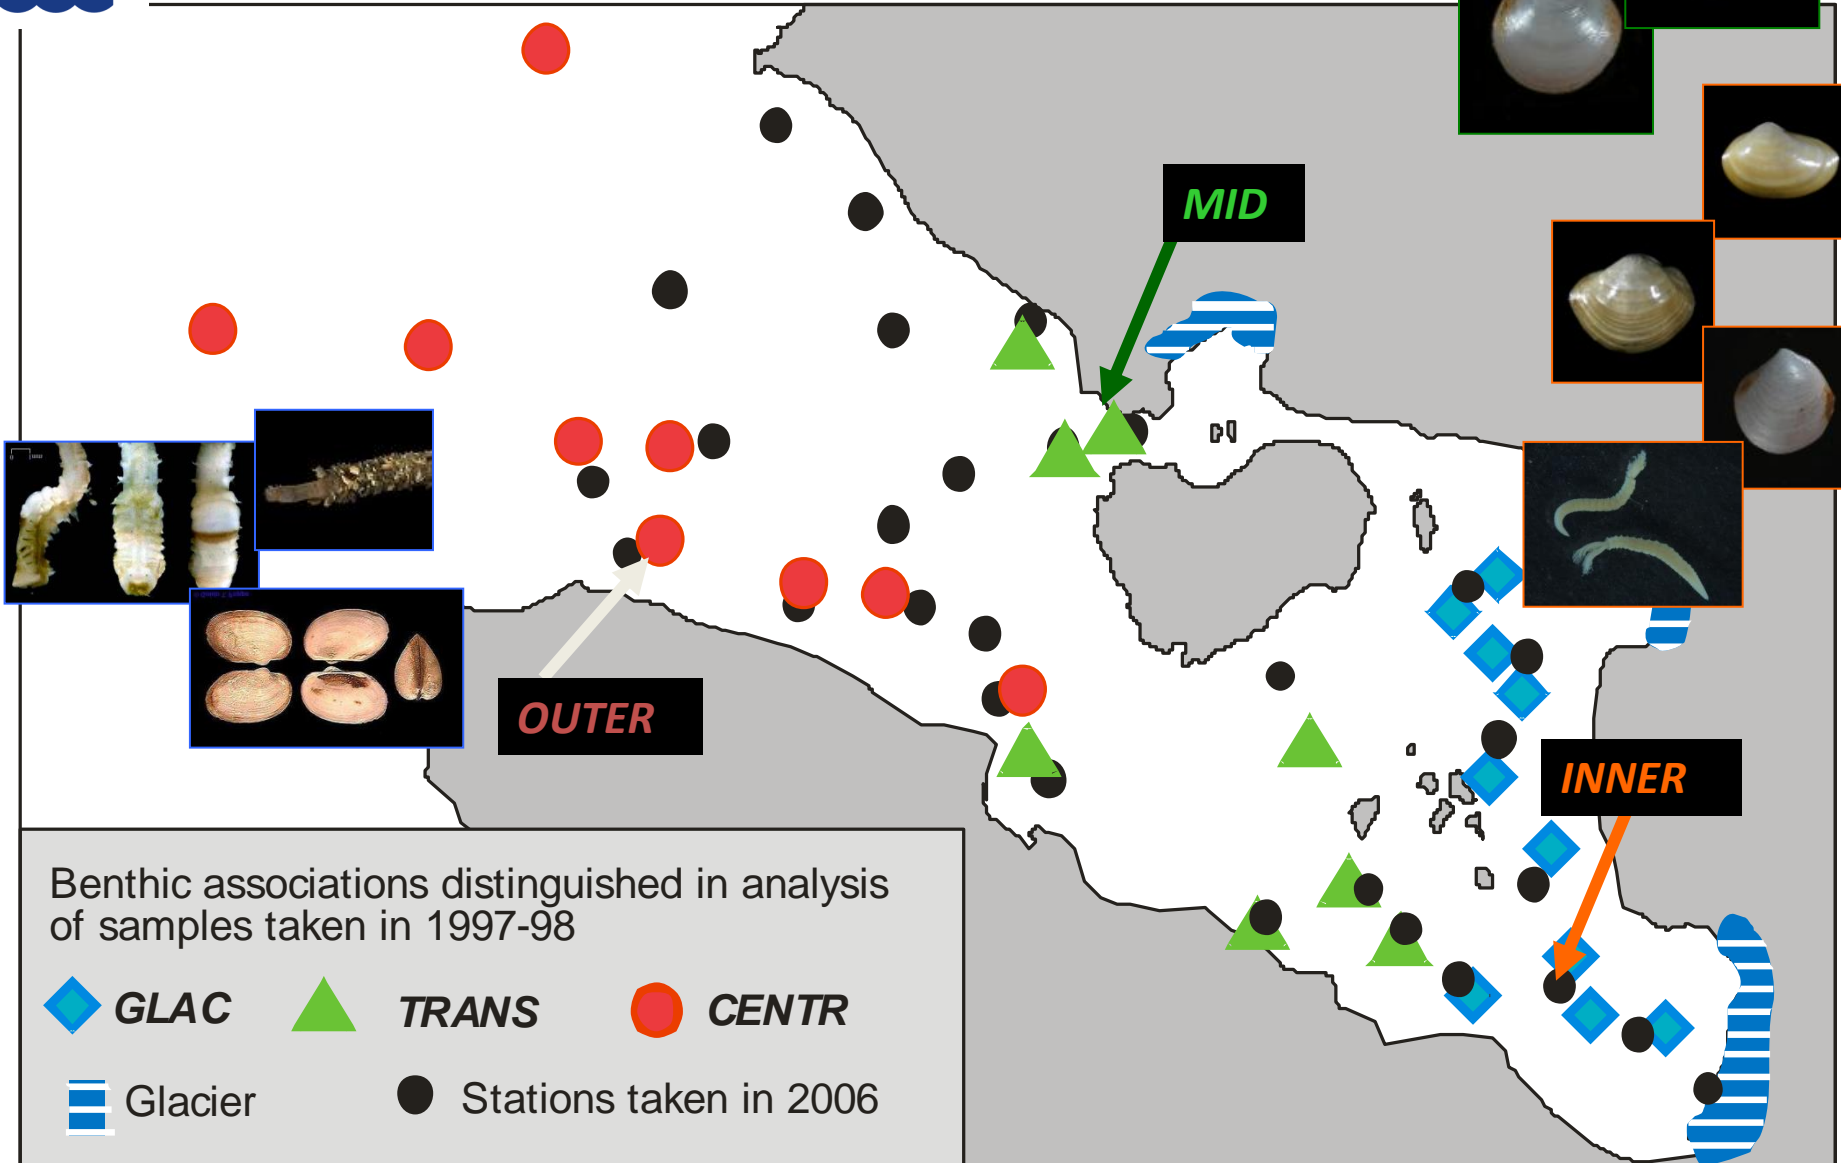 MID
OUTER
INNER
Benthic associations distinguished in analysis
of samples taken in 1997-98
GLAC
TRANS
CENTR
Glacier
Stations taken in 2006